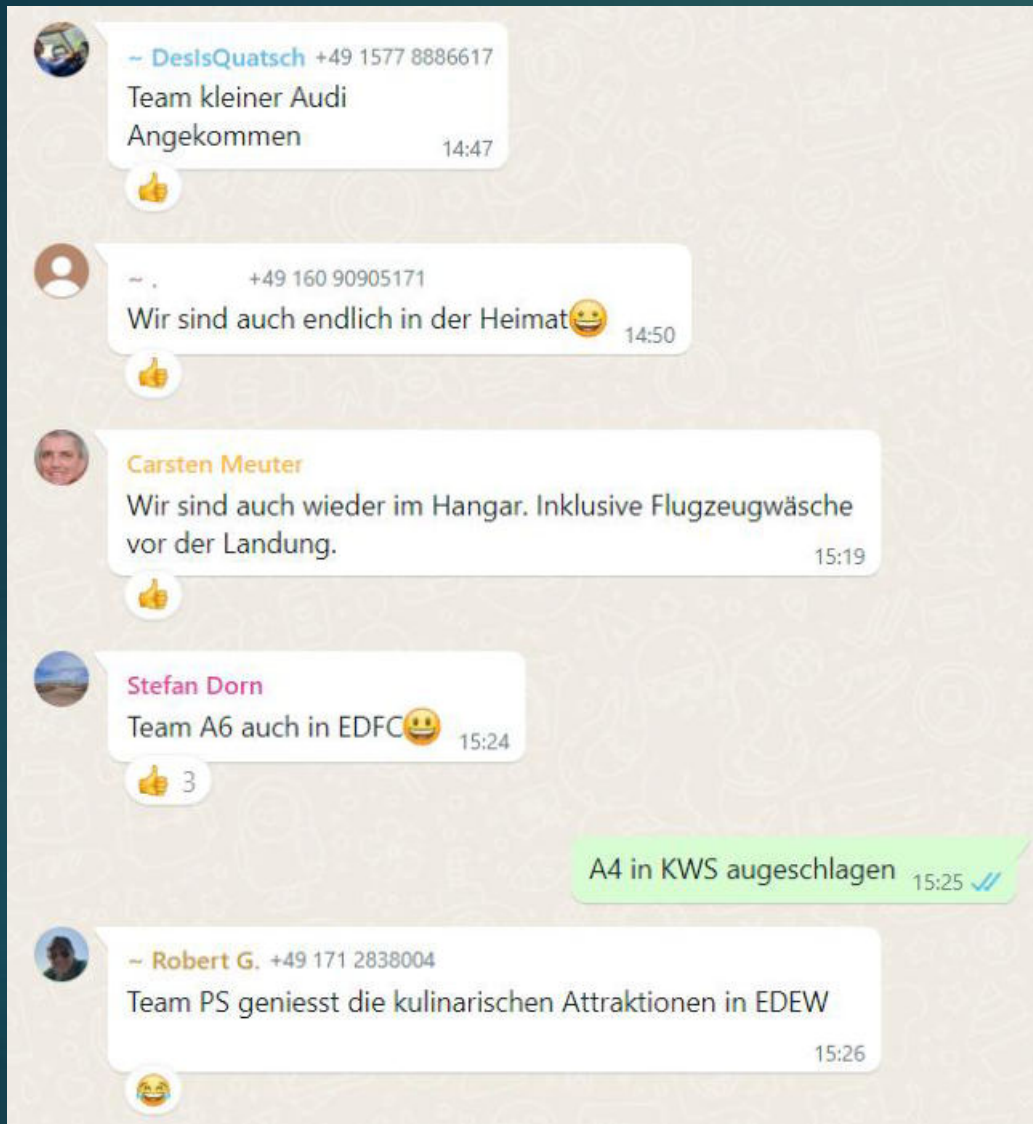 ~ DesIsQuatsch +49 1577 8886617
Team kleiner Audi
Angekommen
14:47
👍
~ . +49 160 90905171
Wir sind auch endlich in der Heimat😀 14:50
👍
Carsten Meuter
Wir sind auch wieder im Hangar. Inklusive Flugzeugwäsche
vor der Landung.
15:19
👍
Stefan Dorn
Team A6 auch in EDFC😃 15:24
👍 3
A4 in KWS augeschlagen 15:25
~ Robert G. +49 171 2838004
Team PS geniesst die kulinarischen Attraktionen in EDEW
15:26
😂